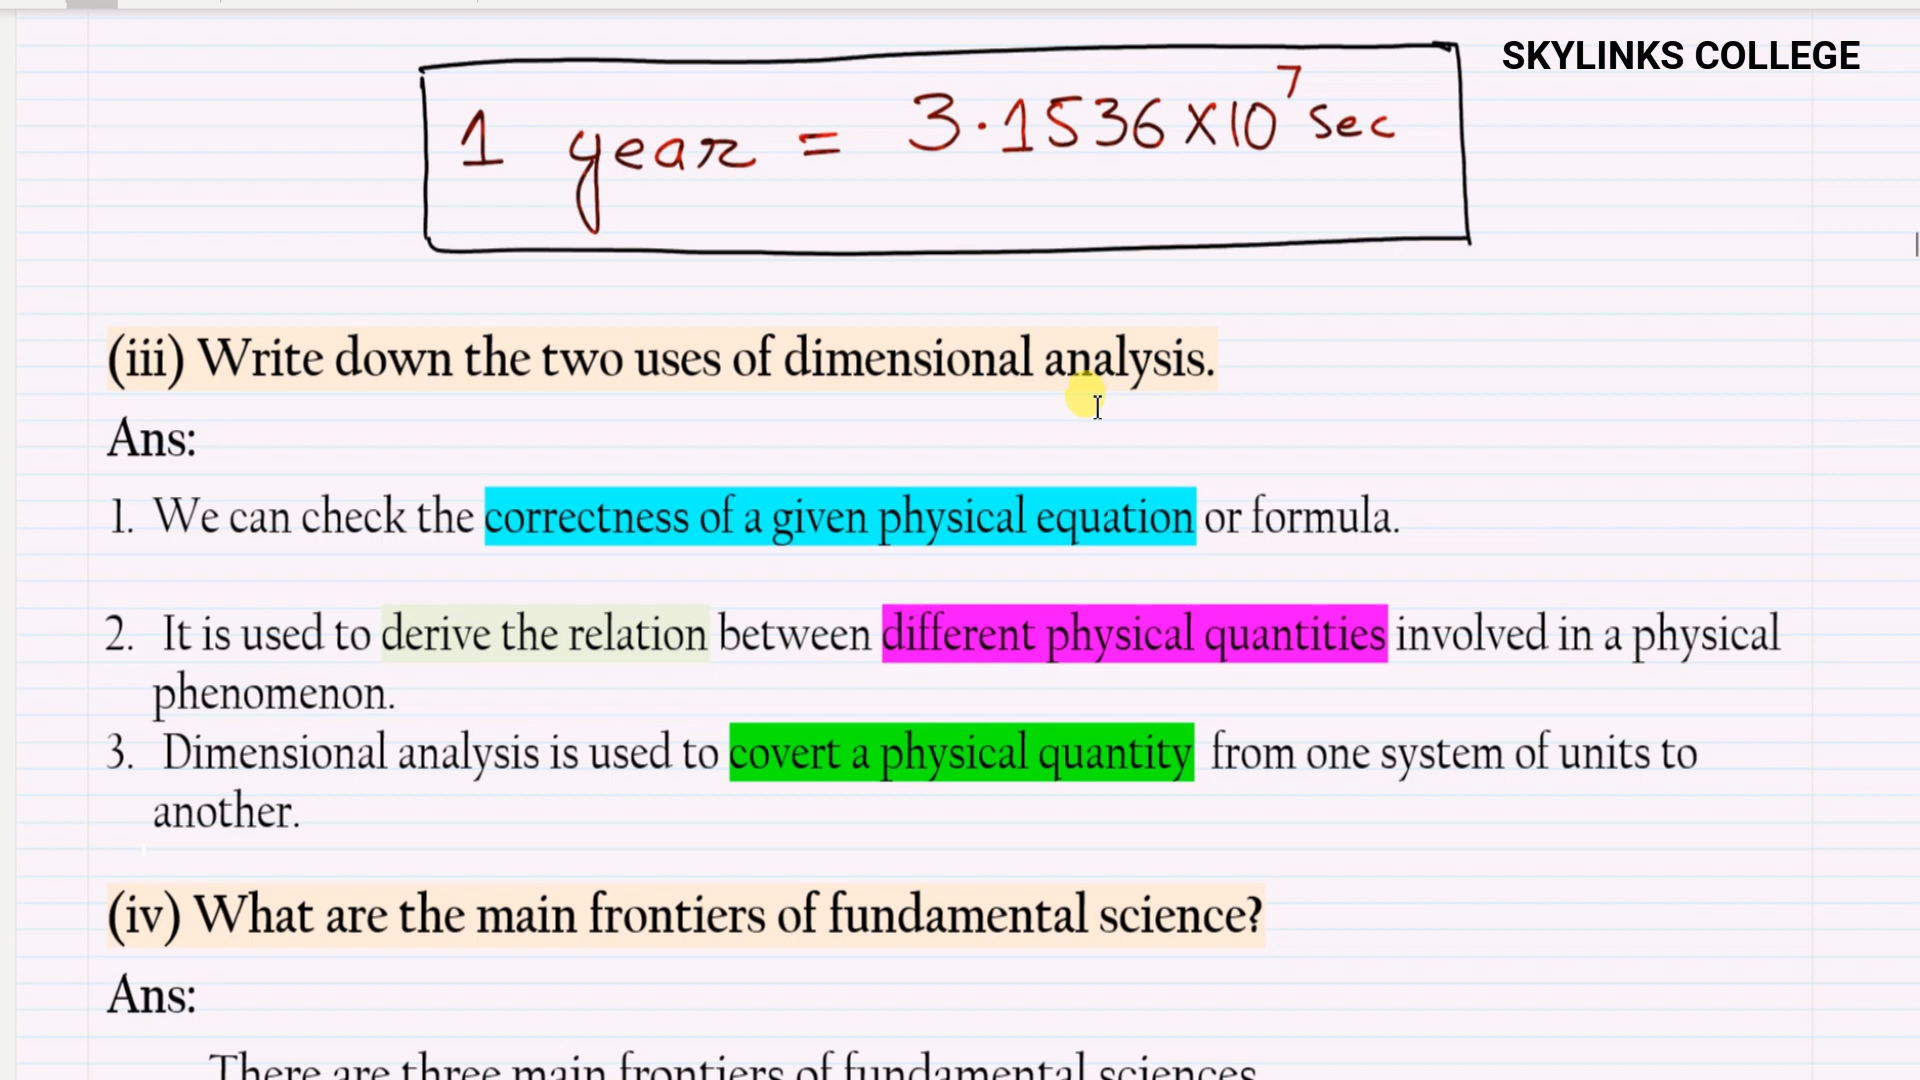 SKYLINKS COLLEGE
1 year = 3.1536 X 10⁷ sec
(iii) Write down the two uses of dimensional analysis.
Ans:
1. We can check the correctness of a given physical equation or formula.
2. It is used to derive the relation between different physical quantities involved in a physical
phenomenon.
3. Dimensional analysis is used to covert a physical quantity from one system of units to
another.
(iv) What are the main frontiers of fundamental science?
Ans:
There are three main frontiers of fundamental sciences